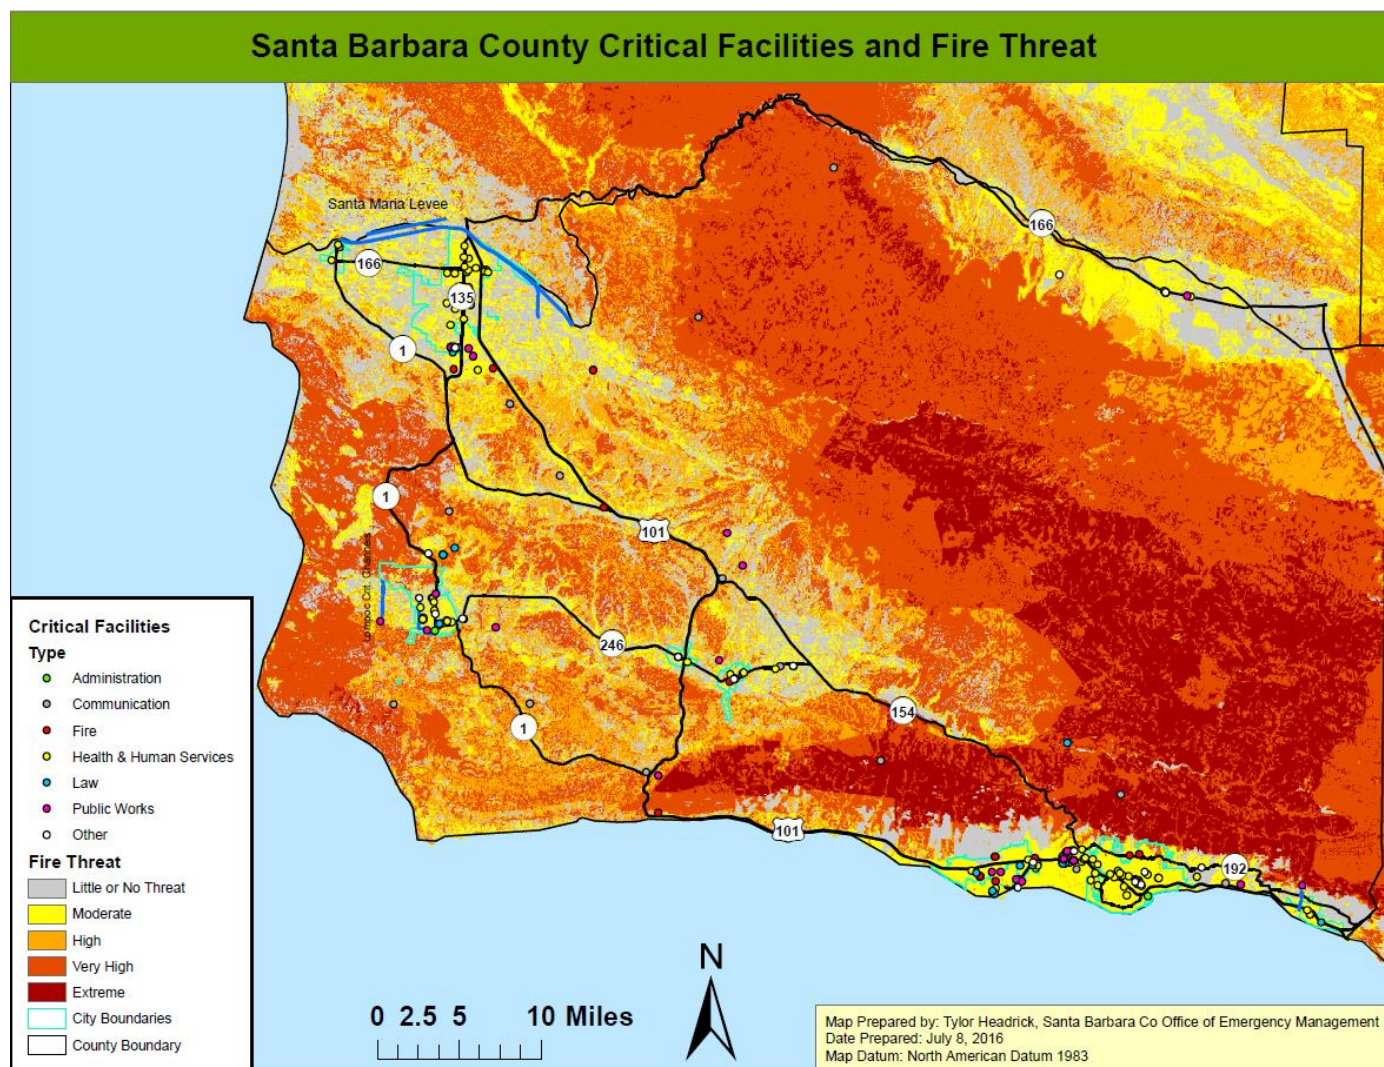 Santa Barbara County Critical Facilities and Fire Threat
Santa Maria Levee
166
166
135
1
1
101
Lompoc Cnt. Channels
246
154
1
101
192
Critical Facilities
Type
Administration
Communication
Fire
Health & Human Services
Law
Public Works
Other
Fire Threat
Little or No Threat
Moderate
High
Very High
Extreme
City Boundaries
County Boundary
N
0 2.5 5 10 Miles
Map Prepared by: Tylor Headrick, Santa Barbara Co Office of Emergency Management
Date Prepared: July 8, 2016
Map Datum: North American Datum 1983